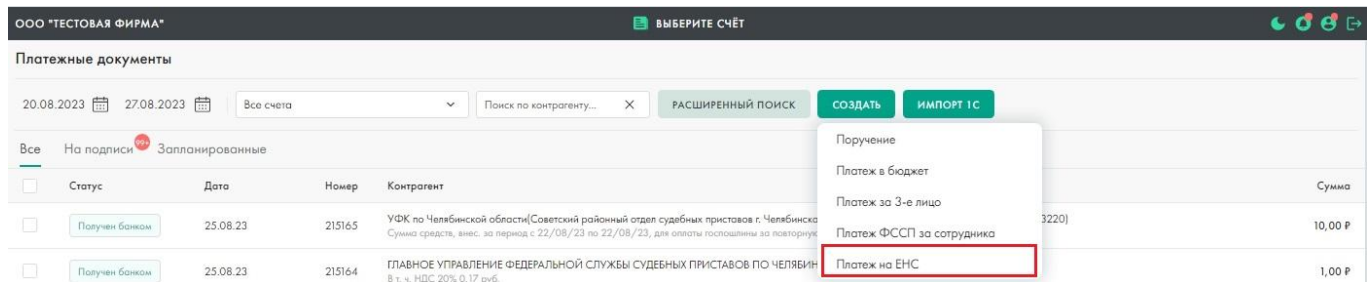 ООО "ТЕСТОВАЯ ФИРМА" ВЫБЕРИТЕ СЧЁТ
Платежные документы
20.08.2023 27.08.2023 Все счета Поиск по контрагенту... РАСШИРЕННЫЙ ПОИСК СОЗДАТЬ ИМПОРТ 1С
Все На подписи 99+ Запланированные
Поручение
Платеж в бюджет
Платеж за 3-е лицо
Платеж ФССП за сотрудника
Платеж на ЕНС
Статус Дата Номер Контрагент Сумма
Получен банком 25.08.23 215165 УФК по Челябинской области(Советский районный отдел судебных приставов г. Челябинска 3220) 10,00 ₽
Сумма средств, внес. за период с 22/08/23 по 22/08/23, для оплаты госпошлины за повторную
Получен банком 25.08.23 215164 ГЛАВНОЕ УПРАВЛЕНИЕ ФЕДЕРАЛЬНОЙ СЛУЖБЫ СУДЕБНЫХ ПРИСТАВОВ ПО ЧЕЛЯБИН 1,00 ₽
В т. ч. НДС 20% 0.17 руб.